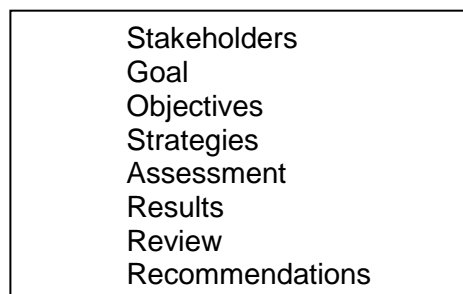 Stakeholders
Goal
Objectives
Strategies
Assessment
Results
Review
Recommendations